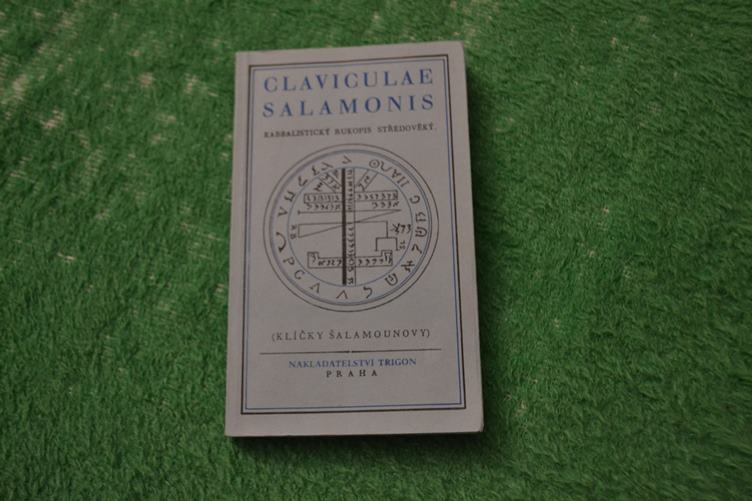 CLAVICULAE
SALAMONIS
KABBALISTICKÝ RUKOPIS STŘEDOVĚKÝ.
(KLÍČKY ŠALAMOUNOVY)
NAKLADATELSTVÍ TRIGON
PRAHA